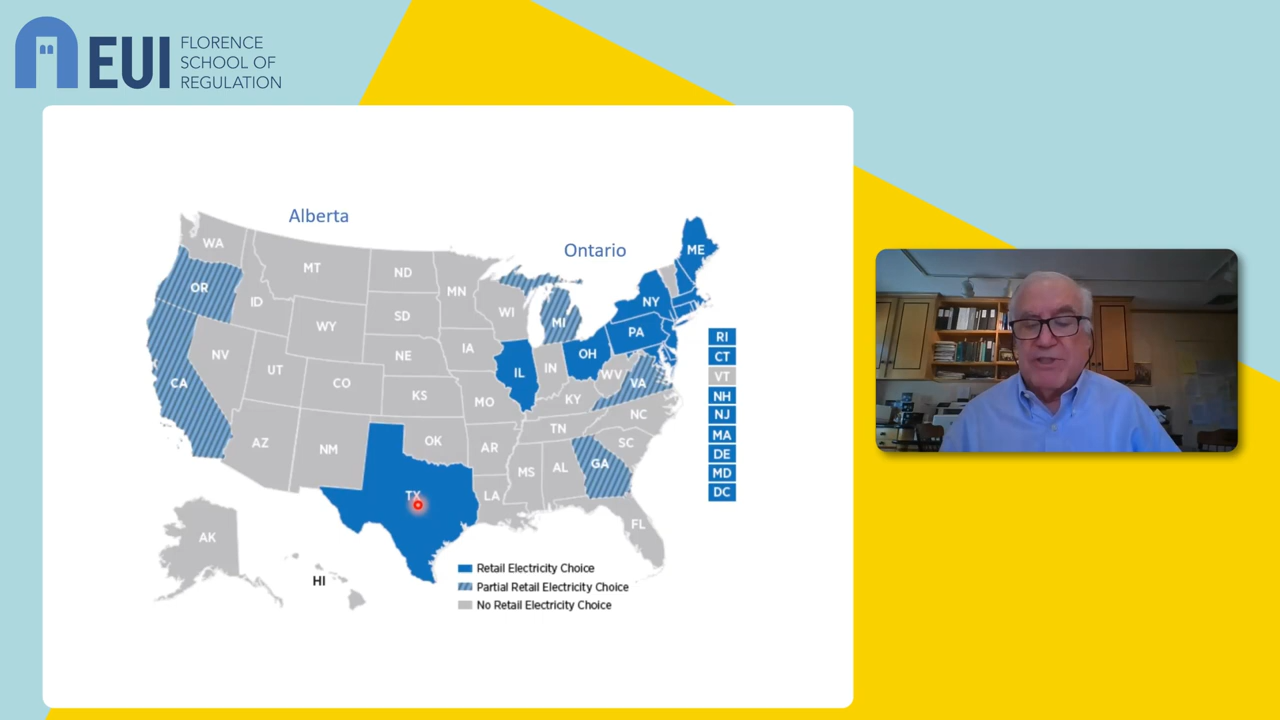 EUI
FLORENCE
SCHOOL OF
REGULATION
Alberta
Ontario
WA
MT
ND
MN
ME
OR
ID
SD
WI
MI
NY
WY
IA
NE
PA
NV
UT
CO
IL
IN
OH
WV
VA
CA
KS
MO
KY
AZ
NM
OK
AR
TN
NC
SC
MS
AL
GA
TX
LA
FL
AK
HI
RI
CT
VT
NH
NJ
MA
DE
MD
DC
Retail Electricity Choice
Partial Retail Electricity Choice
No Retail Electricity Choice